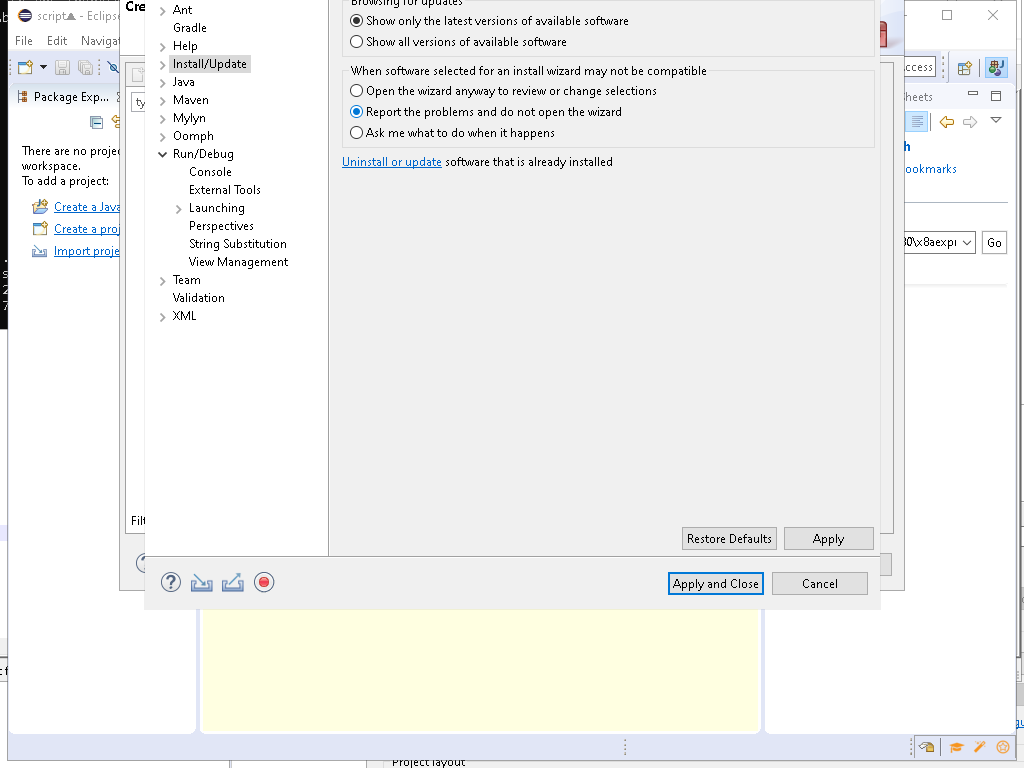 script
- Eclipse
File Edit Navigat
Cre
Package Exp...
There are no projec
workspace.
To add a project:
Create a Java
Create a proj
Import proje
ty
Filt
Ant
Gradle
Help
Install/Update
Java
Maven
Mylyn
Oomph
Run/Debug
Console
External Tools
Launching
Perspectives
String Substitution
View Management
Team
Validation
XML
Browsing for updates
Show only the latest versions of available software
Show all versions of available software
When software selected for an install wizard may not be compatible
Open the wizard anyway to review or change selections
Report the problems and do not open the wizard
Ask me what to do when it happens
Uninstall or update software that is already installed
Restore Defaults
Apply
Apply and Close
Cancel
ccess
heets
h
ookmarks
Go
Project layout